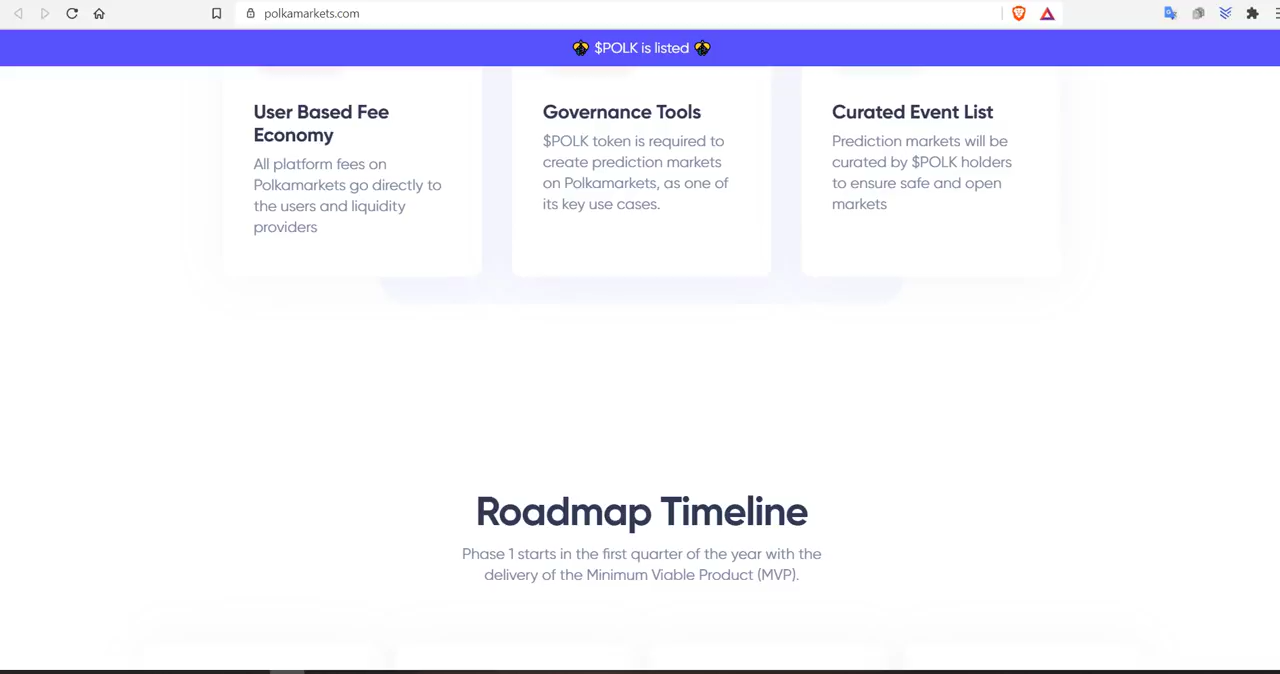 polkamarkets.com
$POLK is listed
User Based Fee
Economy
All platform fees on
Polkamarkets go directly to
the users and liquidity
providers
Governance Tools
$POLK token is required to
create prediction markets
on Polkamarkets, as one of
its key use cases.
Curated Event List
Prediction markets will be
curated by $POLK holders
to ensure safe and open
markets
Roadmap Timeline
Phase 1 starts in the first quarter of the year with the
delivery of the Minimum Viable Product (MVP).